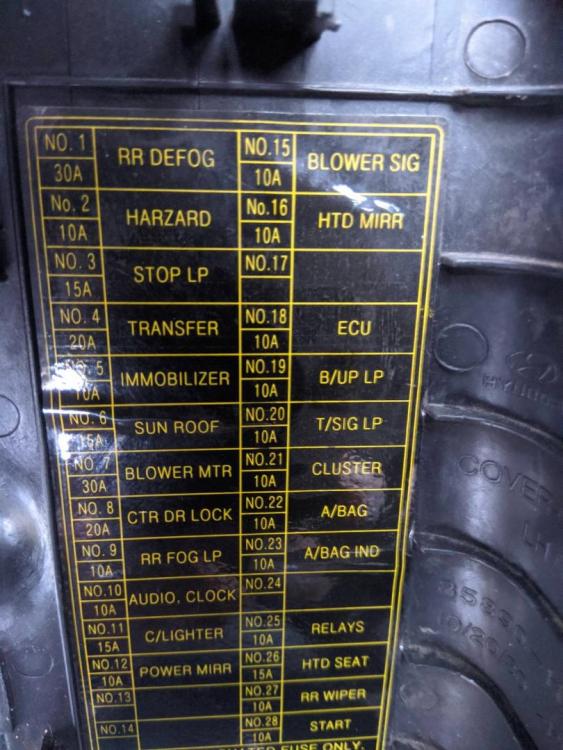 NO. 1 RR DEFOG NO.15 BLOWER SIG
30A 10A
No. 2 HARZARD No.16 HTD MIRR
10A 10A
NO. 3 STOP LP NO.17
15A
NO. 4 TRANSFER NO.18 ECU
20A 10A
NO. 5 IMMOBILIZER NO.19 B/UP LP
10A 10A
NO. 6 SUN ROOF NO.20 T/SIG LP
15A 10A
NO. 7 BLOWER MTR NO.21 CLUSTER
30A 10A
NO. 8 CTR DR LOCK NO.22 A/BAG
20A 10A
NO. 9 RR FOG LP NO.23 A/BAG IND
10A 10A
NO.10 AUDIO, CLOCK NO.24
10A
NO.11 C/LIGHTER NO.25 RELAYS
15A 10A
NO.12 POWER MIRR NO.26 HTD SEAT
10A 15A
NO.13 NO.27 RR WIPER
10A
NO.14 NO.28 START
10A
FUSE ONLY,
COVER
LH